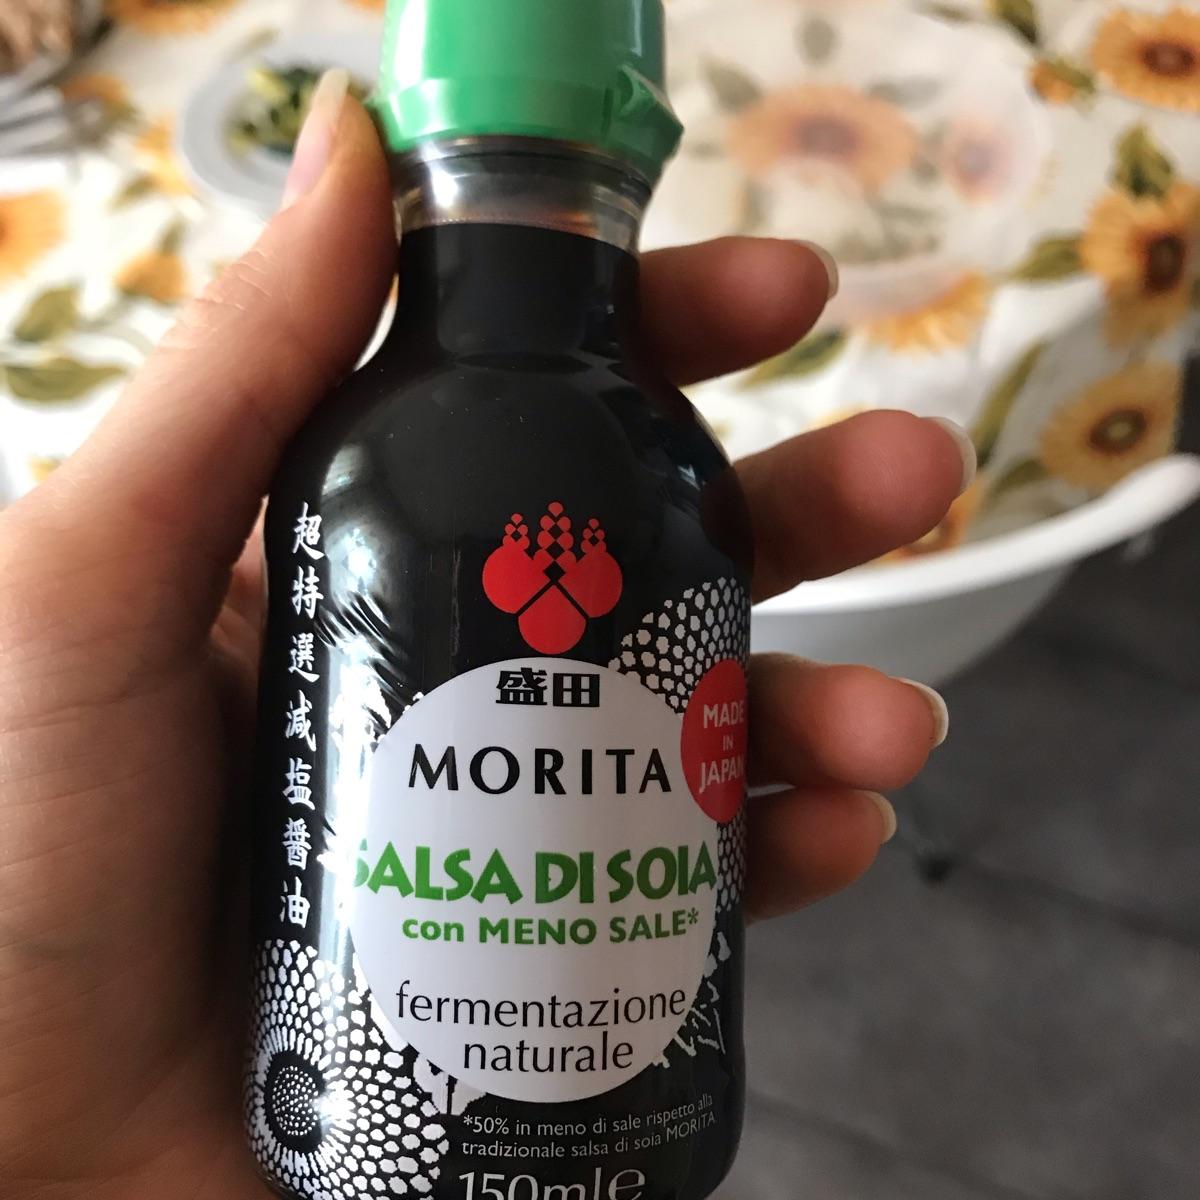 超特選減塩醤油
盛田
MORITA
MADE
IN
JAPAN
SALSA DI SOIA
con MENO SALE*
fermentazione
naturale
*50% in meno di sale rispetto alla
tradizionale salsa di soia MORITA
150ml e